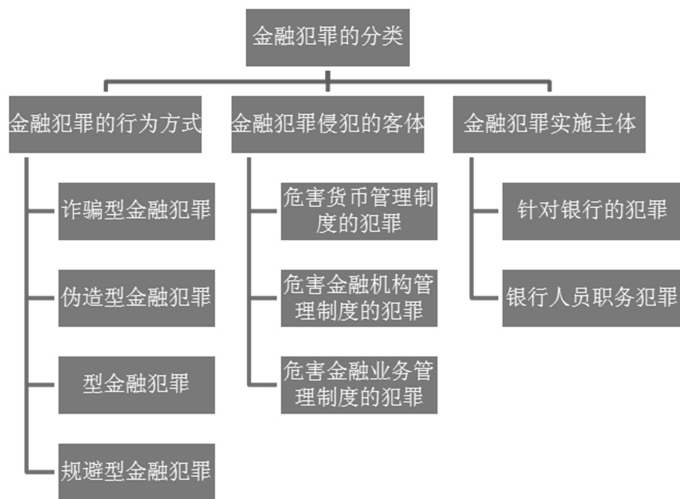 金融犯罪的分类
金融犯罪的行为方式
诈骗型金融犯罪
伪造型金融犯罪
型金融犯罪
规避型金融犯罪
金融犯罪侵犯的客体
危害货币管理制
度的犯罪
危害金融机构管
理制度的犯罪
危害金融业务管
理制度的犯罪
金融犯罪实施主体
针对银行的犯罪
银行人员职务犯罪